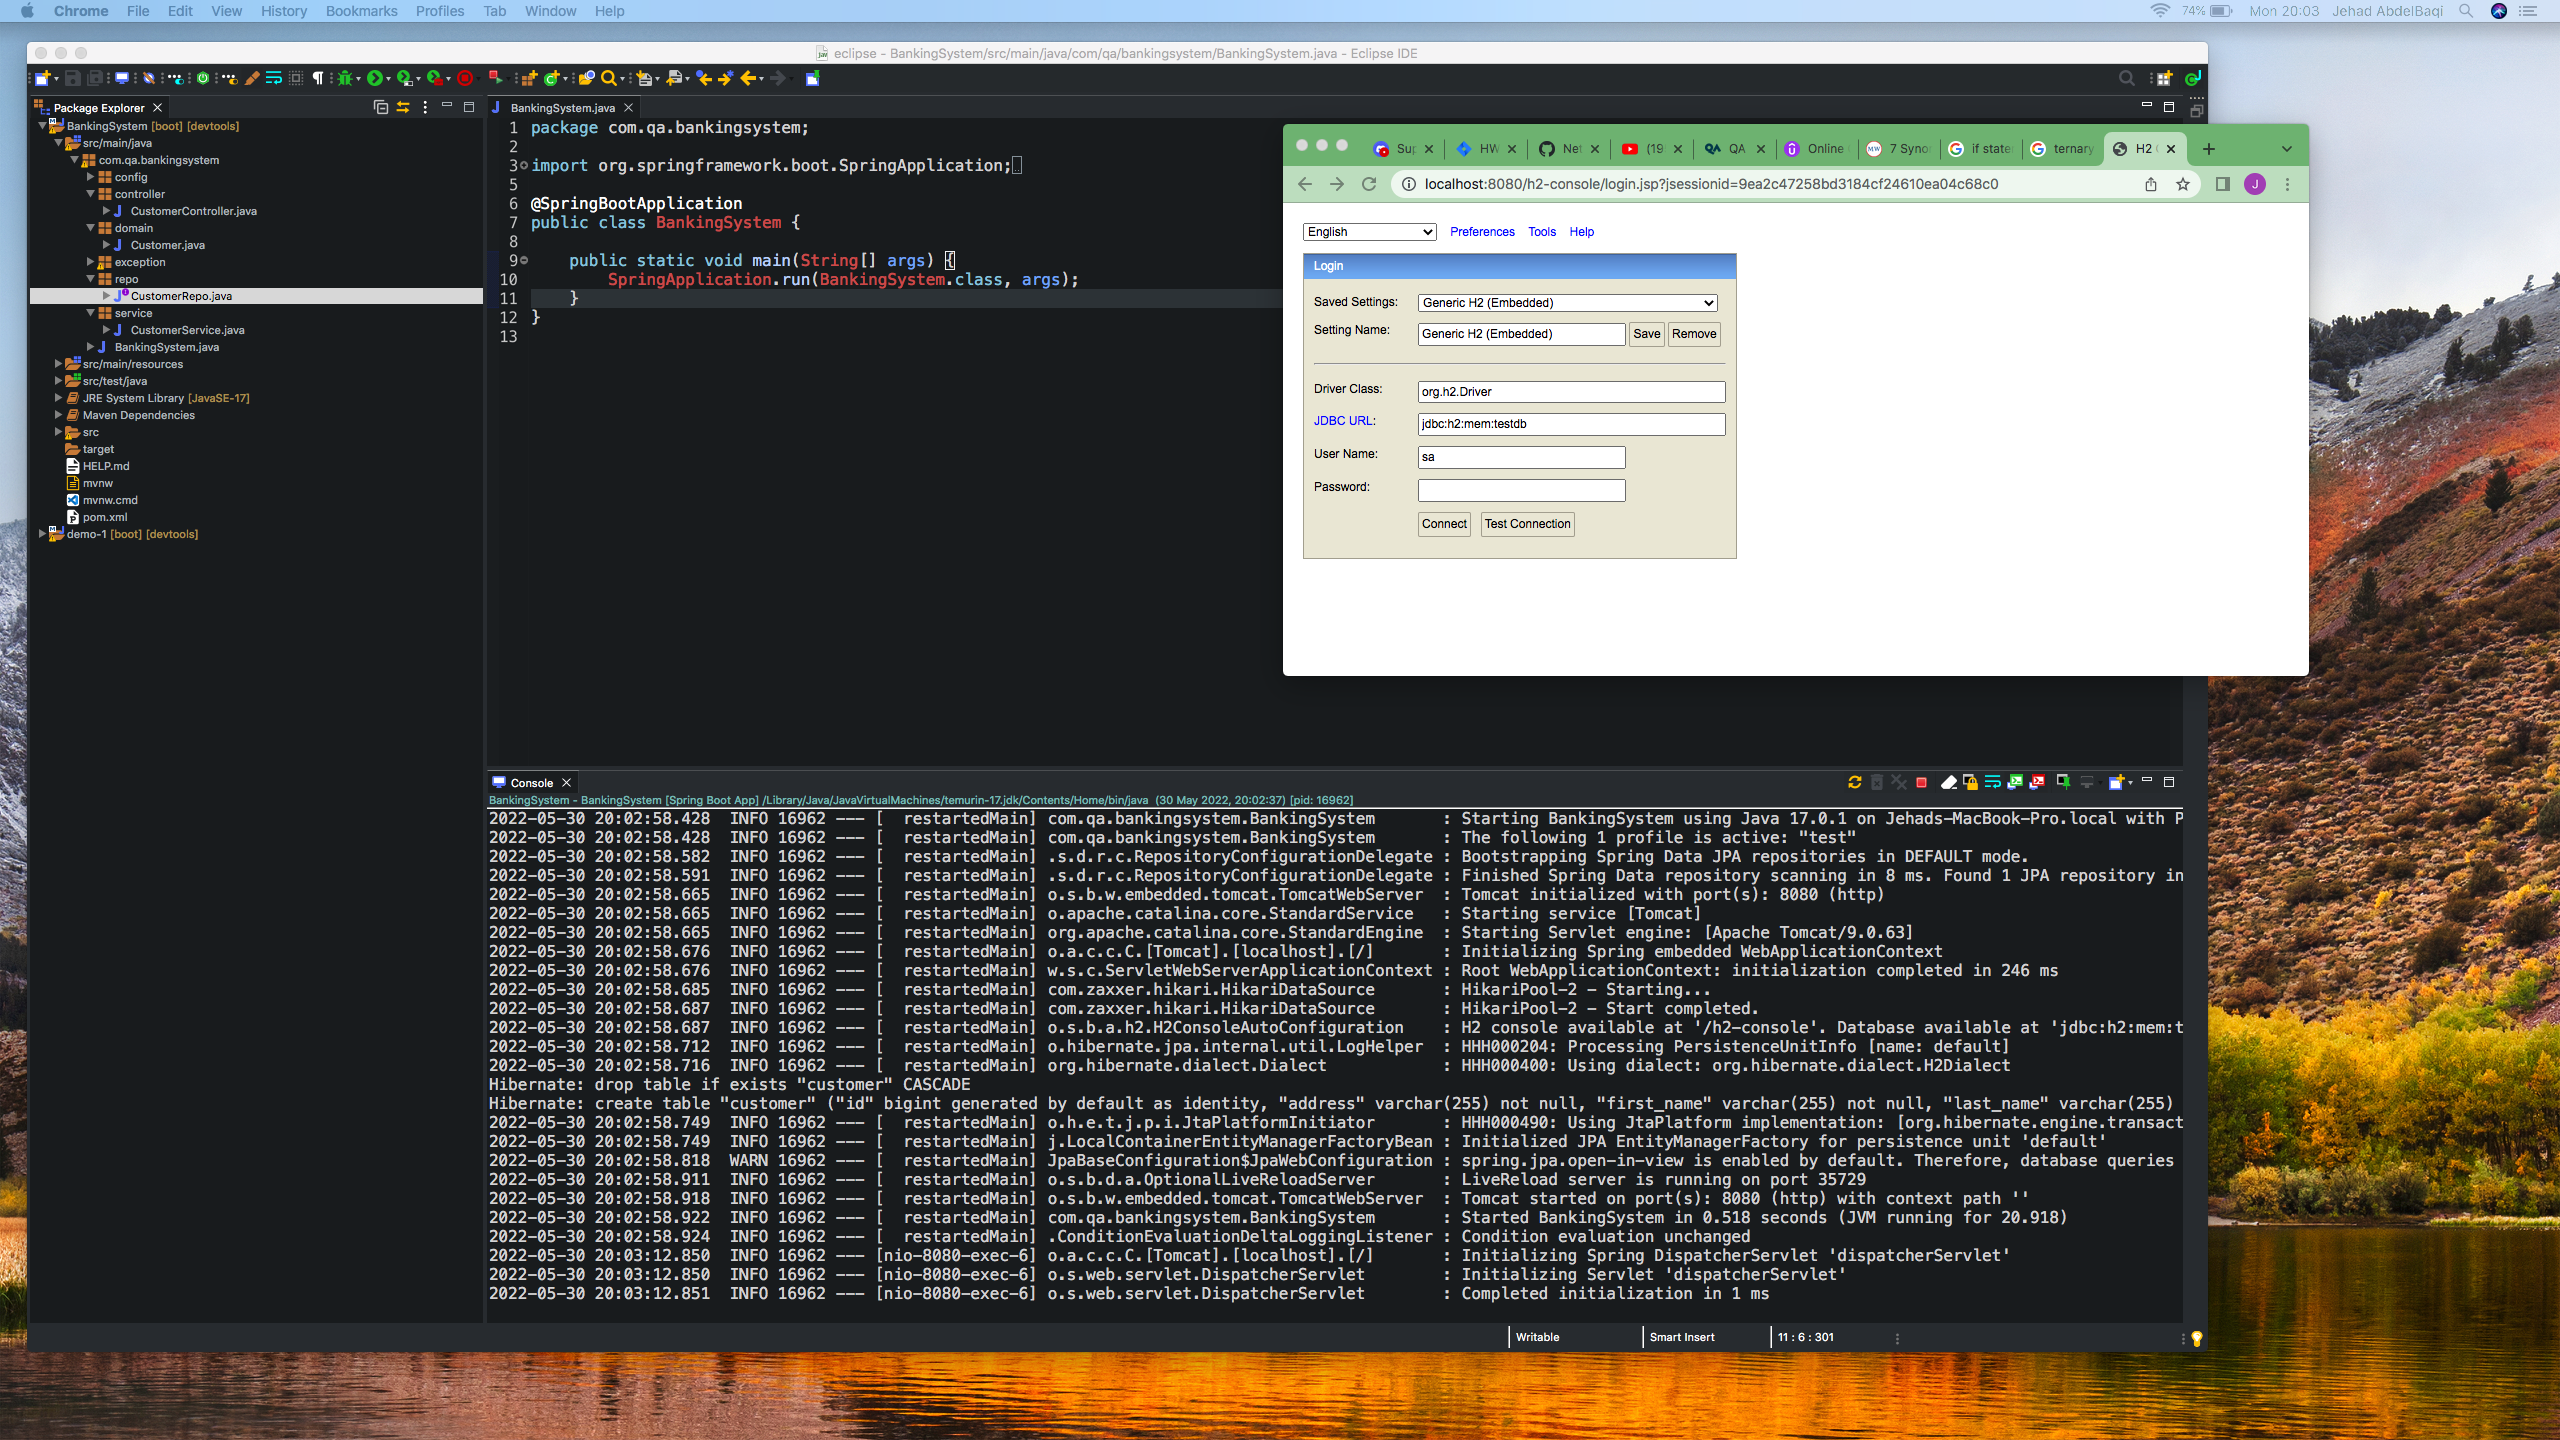 Chrome File Edit View History Bookmarks Profiles Tab Window Help
74% Mon 20:03 Jehad AbdelBaqi
eclipse - BankingSystem/src/main/java/com/qa/bankingsystem/BankingSystem.java - Eclipse IDE
Package Explorer
BankingSystem [boot] [devtools]
src/main/java
com.qa.bankingsystem
config
controller
CustomerController.java
domain
Customer.java
exception
repo
CustomerRepo.java
service
CustomerService.java
BankingSystem.java
src/main/resources
src/test/java
JRE System Library [JavaSE-17]
Maven Dependencies
src
target
HELP.md
mvnw
mvnw.cmd
pom.xml
demo-1 [boot] [devtools]
BankingSystem.java
1 package com.qa.bankingsystem;
2
3 import org.springframework.boot.SpringApplication;
5
6 @SpringBootApplication
7 public class BankingSystem {
8
9 public static void main(String[] args) {
10 SpringApplication.run(BankingSystem.class, args);
11 }
12 }
13
Sup HW Net (19 QA Online 7 Syno if state ternary H2
localhost:8080/h2-console/login.jsp?jsessionid=9ea2c47258bd3184cf24610ea04c68c0
J
English Preferences Tools Help
Login
Saved Settings: Generic H2 (Embedded)
Setting Name: Generic H2 (Embedded) Save Remove
Driver Class: org.h2.Driver
JDBC URL: jdbc:h2:mem:testdb
User Name: sa
Password:
Connect Test Connection
Console
BankingSystem - BankingSystem [Spring Boot App] /Library/Java/JavaVirtualMachines/temurin-17.jdk/Contents/Home/bin/java (30 May 2022, 20:02:37) [pid: 16962]
2022-05-30 20:02:58.428 INFO 16962 --- [ restartedMain] com.qa.bankingsystem.BankingSystem : Starting BankingSystem using Java 17.0.1 on Jehads-MacBook-Pro.local with P
2022-05-30 20:02:58.428 INFO 16962 --- [ restartedMain] com.qa.bankingsystem.BankingSystem : The following 1 profile is active: "test"
2022-05-30 20:02:58.582 INFO 16962 --- [ restartedMain] .s.d.r.c.RepositoryConfigurationDelegate : Bootstrapping Spring Data JPA repositories in DEFAULT mode.
2022-05-30 20:02:58.591 INFO 16962 --- [ restartedMain] .s.d.r.c.RepositoryConfigurationDelegate : Finished Spring Data repository scanning in 8 ms. Found 1 JPA repository in
2022-05-30 20:02:58.665 INFO 16962 --- [ restartedMain] o.s.b.w.embedded.tomcat.TomcatWebServer : Tomcat initialized with port(s): 8080 (http)
2022-05-30 20:02:58.665 INFO 16962 --- [ restartedMain] o.apache.catalina.core.StandardService : Starting service [Tomcat]
2022-05-30 20:02:58.665 INFO 16962 --- [ restartedMain] org.apache.catalina.core.StandardEngine : Starting Servlet engine: [Apache Tomcat/9.0.63]
2022-05-30 20:02:58.676 INFO 16962 --- [ restartedMain] o.a.c.c.C.[Tomcat].[localhost].[/] : Initializing Spring embedded WebApplicationContext
2022-05-30 20:02:58.676 INFO 16962 --- [ restartedMain] w.s.c.ServletWebServerApplicationContext : Root WebApplicationContext: initialization completed in 246 ms
2022-05-30 20:02:58.685 INFO 16962 --- [ restartedMain] com.zaxxer.hikari.HikariDataSource : HikariPool-2 - Starting...
2022-05-30 20:02:58.687 INFO 16962 --- [ restartedMain] com.zaxxer.hikari.HikariDataSource : HikariPool-2 - Start completed.
2022-05-30 20:02:58.687 INFO 16962 --- [ restartedMain] o.s.b.a.h2.H2ConsoleAutoConfiguration : H2 console available at '/h2-console'. Database available at 'jdbc:h2:mem:t
2022-05-30 20:02:58.712 INFO 16962 --- [ restartedMain] o.hibernate.jpa.internal.util.LogHelper : HHH000204: Processing PersistenceUnitInfo [name: default]
2022-05-30 20:02:58.716 INFO 16962 --- [ restartedMain] org.hibernate.dialect.Dialect : HHH000400: Using dialect: org.hibernate.dialect.H2Dialect
Hibernate: drop table if exists "customer" CASCADE
Hibernate: create table "customer" ("id" bigint generated by default as identity, "address" varchar(255) not null, "first_name" varchar(255) not null, "last_name" varchar(255)
2022-05-30 20:02:58.749 INFO 16962 --- [ restartedMain] o.h.e.t.j.p.i.JtaPlatformInitiator : HHH000490: Using JtaPlatform implementation: [org.hibernate.engine.transact
2022-05-30 20:02:58.749 INFO 16962 --- [ restartedMain] j.LocalContainerEntityManagerFactoryBean : Initialized JPA EntityManagerFactory for persistence unit 'default'
2022-05-30 20:02:58.818 WARN 16962 --- [ restartedMain] JpaBaseConfiguration$JpaWebConfiguration : spring.jpa.open-in-view is enabled by default. Therefore, database queries
2022-05-30 20:02:58.911 INFO 16962 --- [ restartedMain] o.s.b.d.a.OptionalLiveReloadServer : LiveReload server is running on port 35729
2022-05-30 20:02:58.918 INFO 16962 --- [ restartedMain] o.s.b.w.embedded.tomcat.TomcatWebServer : Tomcat started on port(s): 8080 (http) with context path ''
2022-05-30 20:02:58.922 INFO 16962 --- [ restartedMain] com.qa.bankingsystem.BankingSystem : Started BankingSystem in 0.518 seconds (JVM running for 20.918)
2022-05-30 20:02:58.924 INFO 16962 --- [ restartedMain] .ConditionEvaluationDeltaLoggingListener : Condition evaluation unchanged
2022-05-30 20:03:12.850 INFO 16962 --- [nio-8080-exec-6] o.a.c.c.C.[Tomcat].[localhost].[/] : Initializing Spring DispatcherServlet 'dispatcherServlet'
2022-05-30 20:03:12.850 INFO 16962 --- [nio-8080-exec-6] o.s.web.servlet.DispatcherServlet : Initializing Servlet 'dispatcherServlet'
2022-05-30 20:03:12.851 INFO 16962 --- [nio-8080-exec-6] o.s.web.servlet.DispatcherServlet : Completed initialization in 1 ms
Writable Smart Insert 11 : 6 : 301